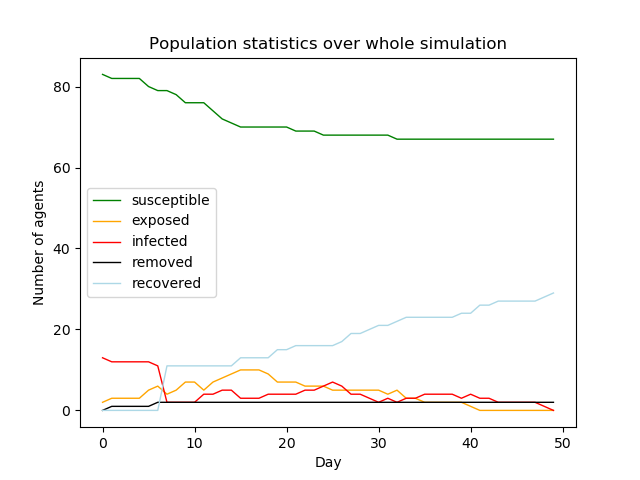 Population statistics over whole simulation
Number of agents
80
60
40
20
0
susceptible
exposed
infected
removed
recovered
0 10 20 30 40 50
Day